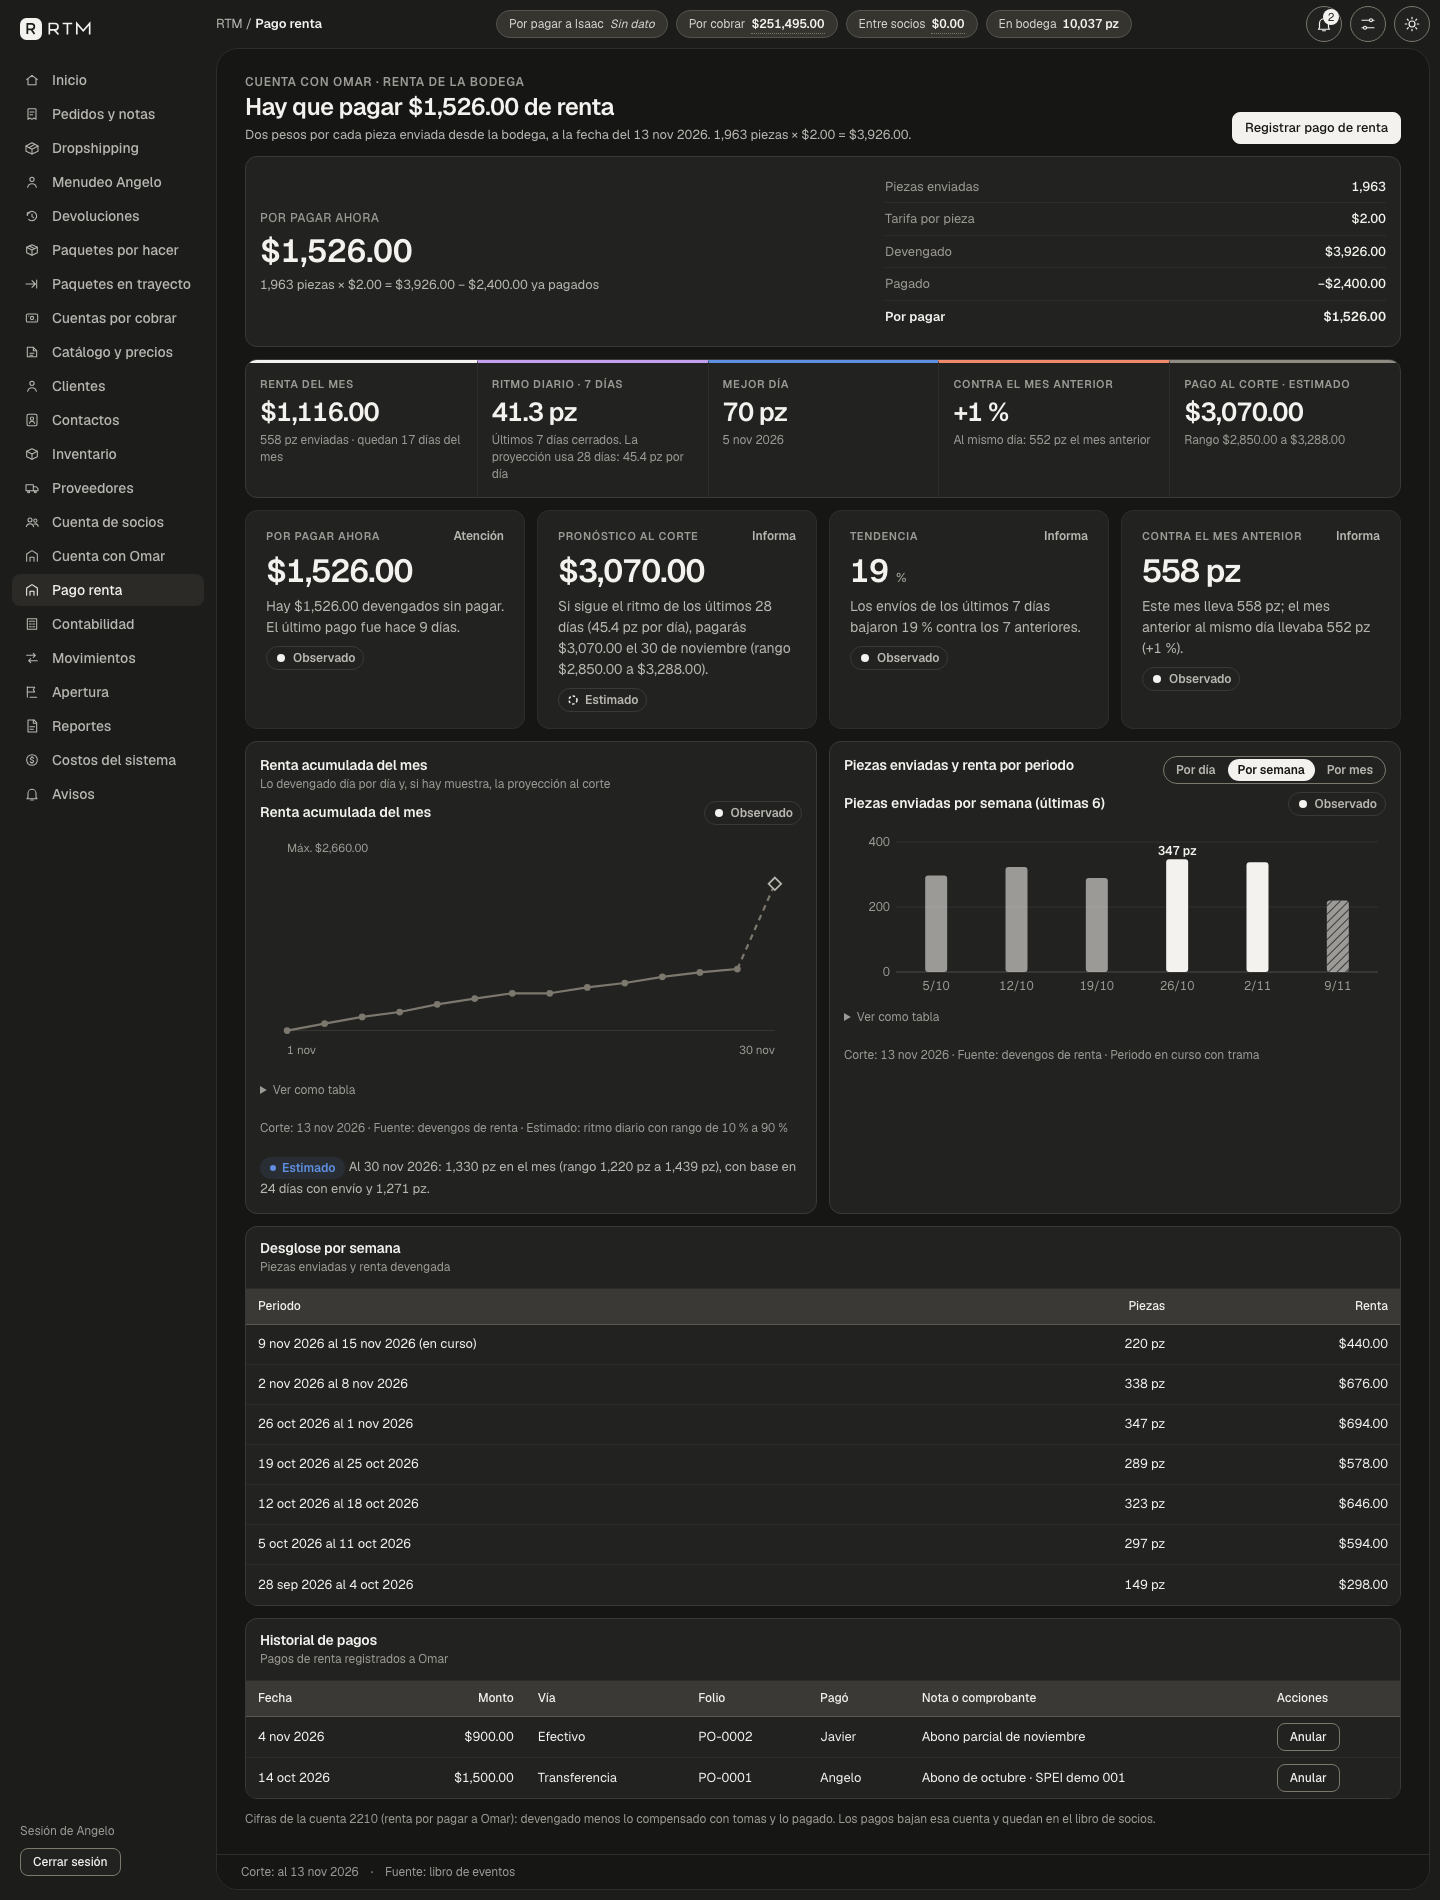 R RTM
RTM / Pago renta
Por pagar a Isaac Sin dato
Por cobrar $251,495.00
Entre socios $0.00
En bodega 10,037 pz
2
Inicio
Pedidos y notas
Dropshipping
Menudeo Angelo
Devoluciones
Paquetes por hacer
Paquetes en trayecto
Cuentas por cobrar
Catálogo y precios
Clientes
Contactos
Inventario
Proveedores
Cuenta de socios
Cuenta con Omar
Pago renta
Contabilidad
Movimientos
Apertura
Reportes
Costos del sistema
Avisos
Sesión de Angelo
Cerrar sesión
CUENTA CON OMAR · RENTA DE LA BODEGA
Hay que pagar $1,526.00 de renta
Dos pesos por cada pieza enviada desde la bodega, a la fecha del 13 nov 2026. 1,963 piezas × $2.00 = $3,926.00.
Registrar pago de renta
POR PAGAR AHORA
$1,526.00
1,963 piezas × $2.00 = $3,926.00 − $2,400.00 ya pagados
Piezas enviadas 1,963
Tarifa por pieza $2.00
Devengado $3,926.00
Pagado −$2,400.00
Por pagar $1,526.00
RENTA DEL MES
$1,116.00
558 pz enviadas · quedan 17 días del
mes
RITMO DIARIO · 7 DÍAS
41.3 pz
Últimos 7 días cerrados. La
proyección usa 28 días: 45.4 pz por
día
MEJOR DÍA
70 pz
5 nov 2026
CONTRA EL MES ANTERIOR
+1 %
Al mismo día: 552 pz el mes anterior
PAGO AL CORTE · ESTIMADO
$3,070.00
Rango $2,850.00 a $3,288.00
POR PAGAR AHORA Atención
$1,526.00
Hay $1,526.00 devengados sin pagar.
El último pago fue hace 9 días.
Observado
PRONÓSTICO AL CORTE Informa
$3,070.00
Si sigue el ritmo de los últimos 28
días (45.4 pz por día), pagarás
$3,070.00 el 30 de noviembre (rango
$2,850.00 a $3,288.00).
Estimado
TENDENCIA Informa
19 %
Los envíos de los últimos 7 días
bajaron 19 % contra los 7 anteriores.
Observado
CONTRA EL MES ANTERIOR Informa
558 pz
Este mes lleva 558 pz; el mes
anterior al mismo día llevaba 552 pz
(+1 %).
Observado
Renta acumulada del mes
Lo devengado día por día y, si hay muestra, la proyección al corte
Renta acumulada del mes Observado
Máx. $2,660.00
1 nov 30 nov
▶ Ver como tabla
Corte: 13 nov 2026 · Fuente: devengos de renta · Estimado: ritmo diario con rango de 10 % a 90 %
Estimado Al 30 nov 2026: 1,330 pz en el mes (rango 1,220 pz a 1,439 pz), con base en
24 días con envío y 1,271 pz.
Piezas enviadas y renta por periodo
Por día Por semana Por mes
Piezas enviadas por semana (últimas 6) Observado
400
347 pz
200
0
5/10 12/10 19/10 26/10 2/11 9/11
▶ Ver como tabla
Corte: 13 nov 2026 · Fuente: devengos de renta · Periodo en curso con trama
Desglose por semana
Piezas enviadas y renta devengada
Periodo Piezas Renta
9 nov 2026 al 15 nov 2026 (en curso) 220 pz $440.00
2 nov 2026 al 8 nov 2026 338 pz $676.00
26 oct 2026 al 1 nov 2026 347 pz $694.00
19 oct 2026 al 25 oct 2026 289 pz $578.00
12 oct 2026 al 18 oct 2026 323 pz $646.00
5 oct 2026 al 11 oct 2026 297 pz $594.00
28 sep 2026 al 4 oct 2026 149 pz $298.00
Historial de pagos
Pagos de renta registrados a Omar
Fecha Monto Vía Folio Pagó Nota o comprobante Acciones
4 nov 2026 $900.00 Efectivo PO-0002 Javier Abono parcial de noviembre Anular
14 oct 2026 $1,500.00 Transferencia PO-0001 Angelo Abono de octubre · SPEI demo 001 Anular
Cifras de la cuenta 2210 (renta por pagar a Omar): devengado menos lo compensado con tomas y lo pagado. Los pagos bajan esa cuenta y quedan en el libro de socios.
Corte: al 13 nov 2026 · Fuente: libro de eventos